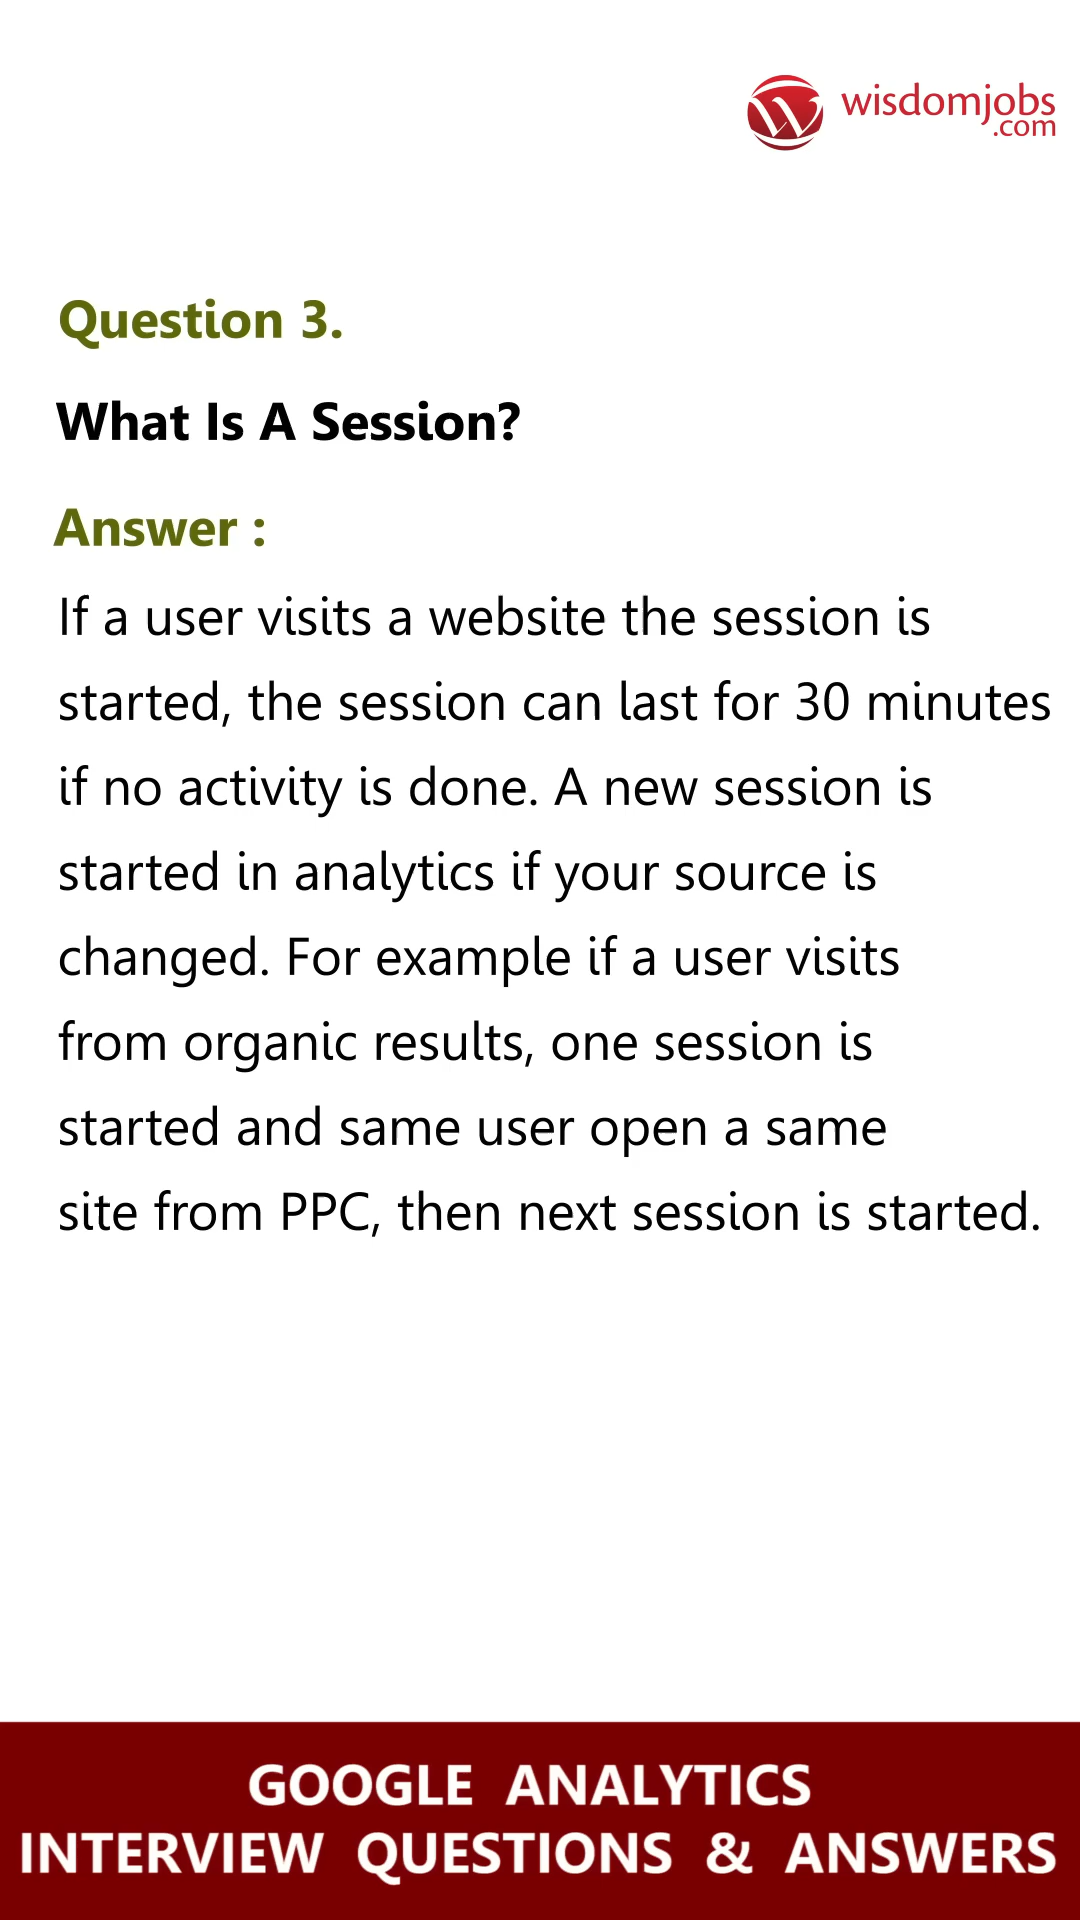 wisdomjobs
.com
Question 3.
What Is A Session?
Answer :
If a user visits a website the session is
started, the session can last for 30 minutes
if no activity is done. A new session is
started in analytics if your source is
changed. For example if a user visits
from organic results, one session is
started and same user open a same
site from PPC, then next session is started.
GOOGLE ANALYTICS
INTERVIEW QUESTIONS & ANSWERS